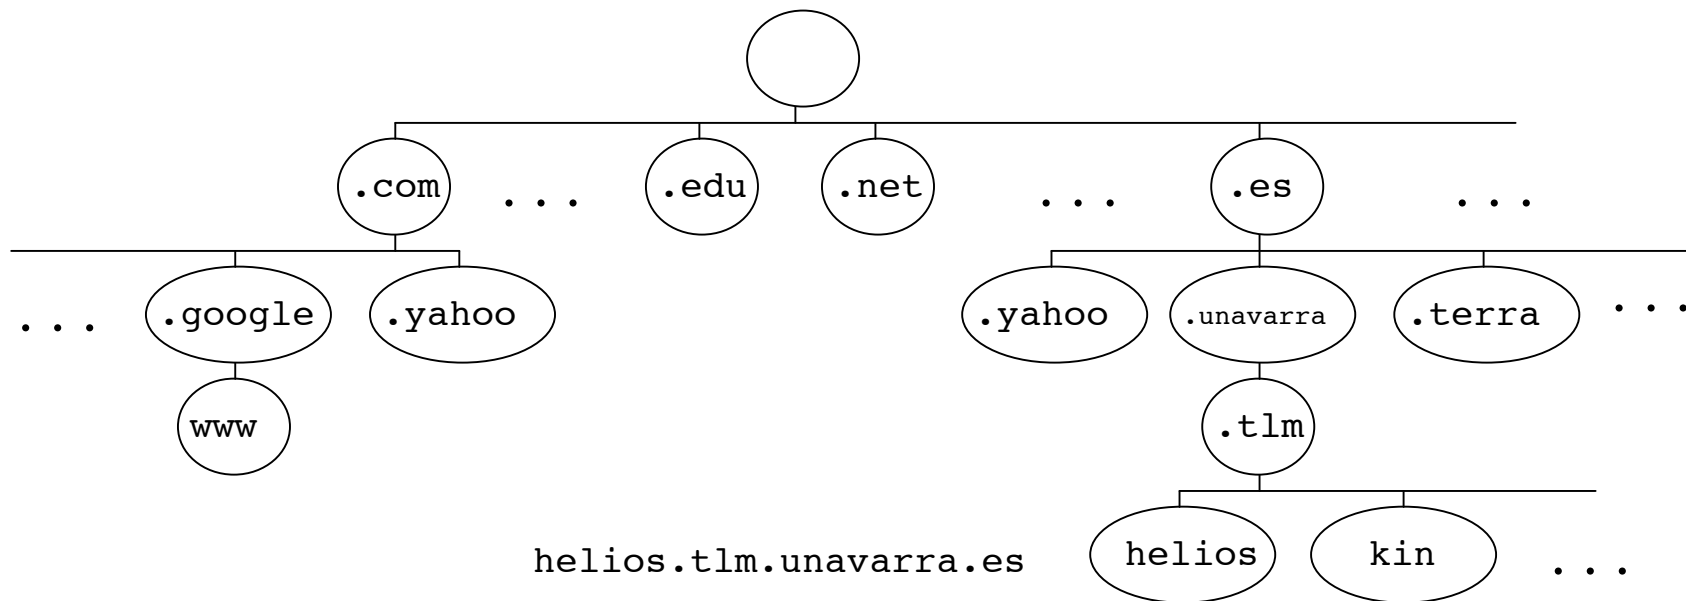 .com ... .edu .net ... .es ...
... .google .yahoo .yahoo .unavarra .terra ...
www .tlm
helios.tlm.unavarra.es helios kin ...